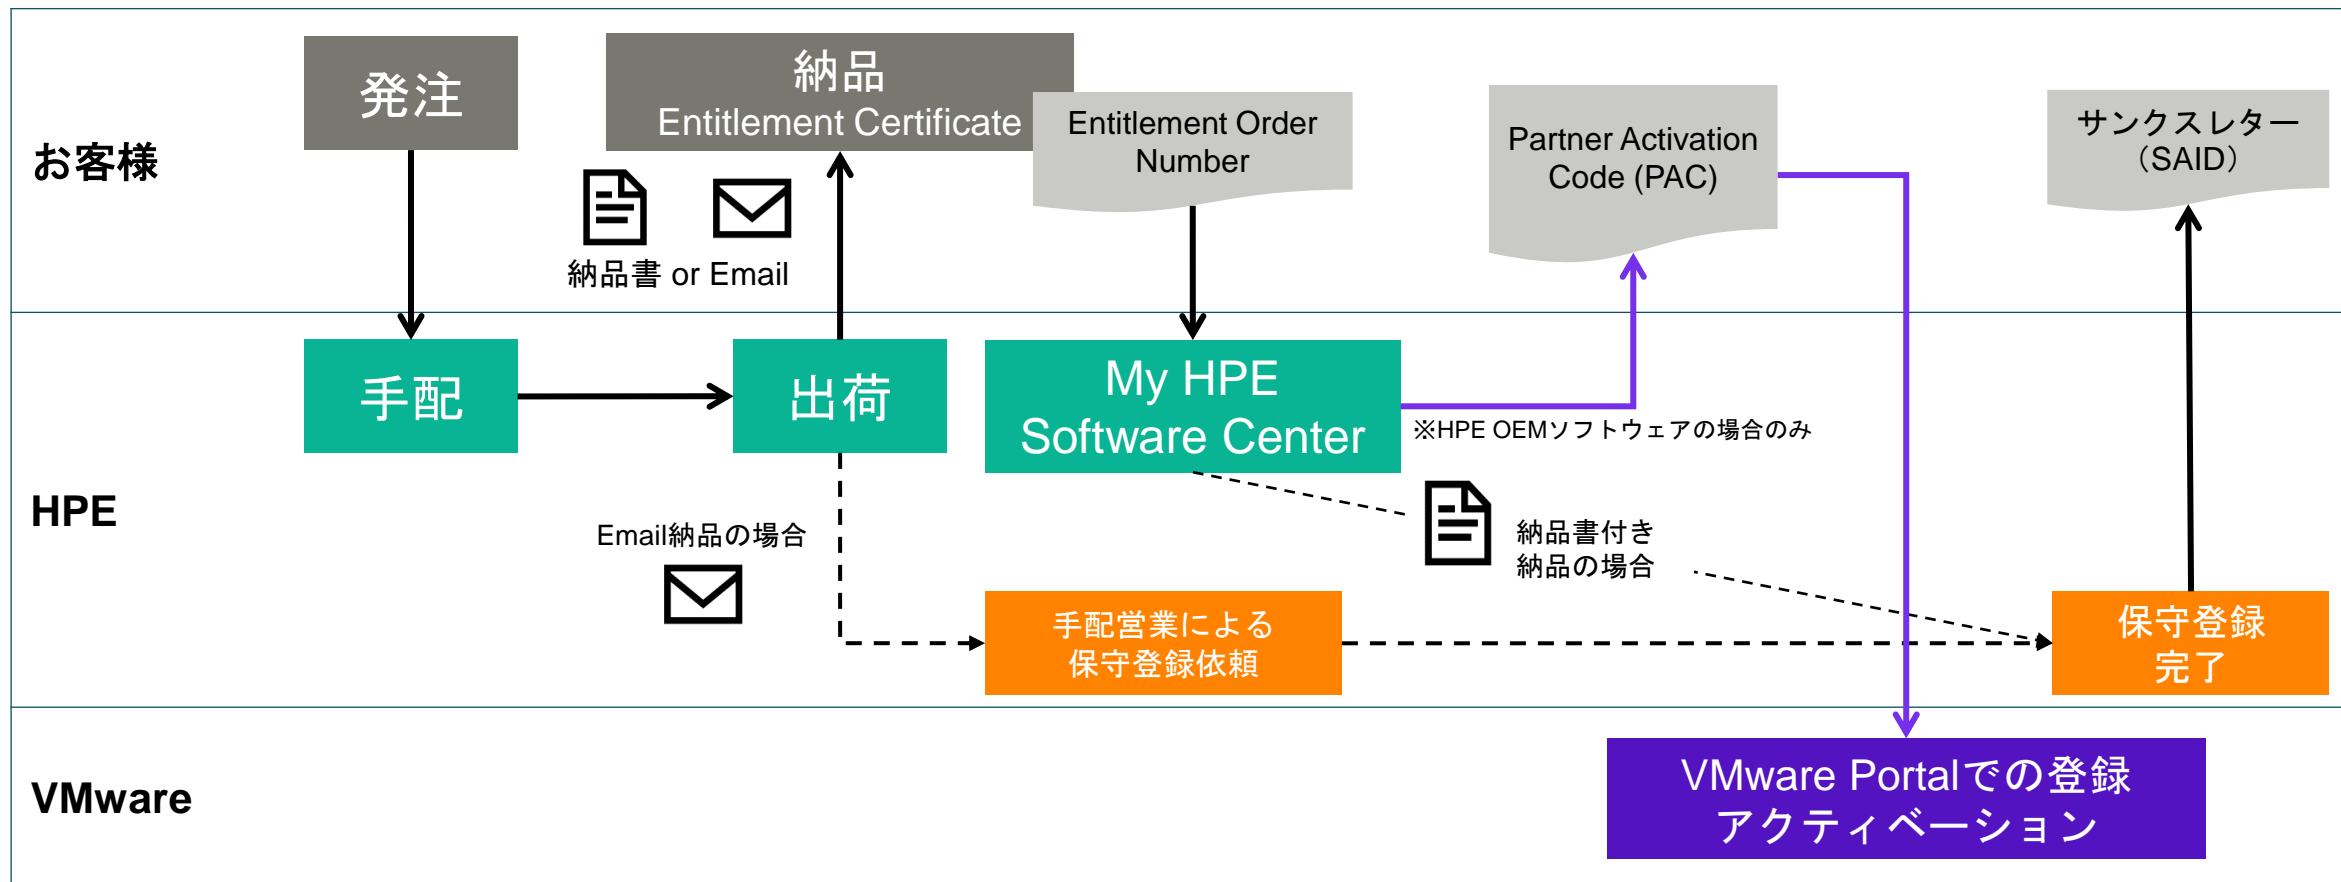 お客様
発注
納品
Entitlement Certificate
納品書 or Email
Entitlement Order
Number
Partner Activation
Code (PAC)
サンクスレター
（SAID）
HPE
手配
出荷
My HPE
Software Center
※HPE OEMソフトウェアの場合のみ
Email納品の場合
納品書付き
納品の場合
手配営業による
保守登録依頼
保守登録
完了
VMware
VMware Portalでの登録
アクティベーション